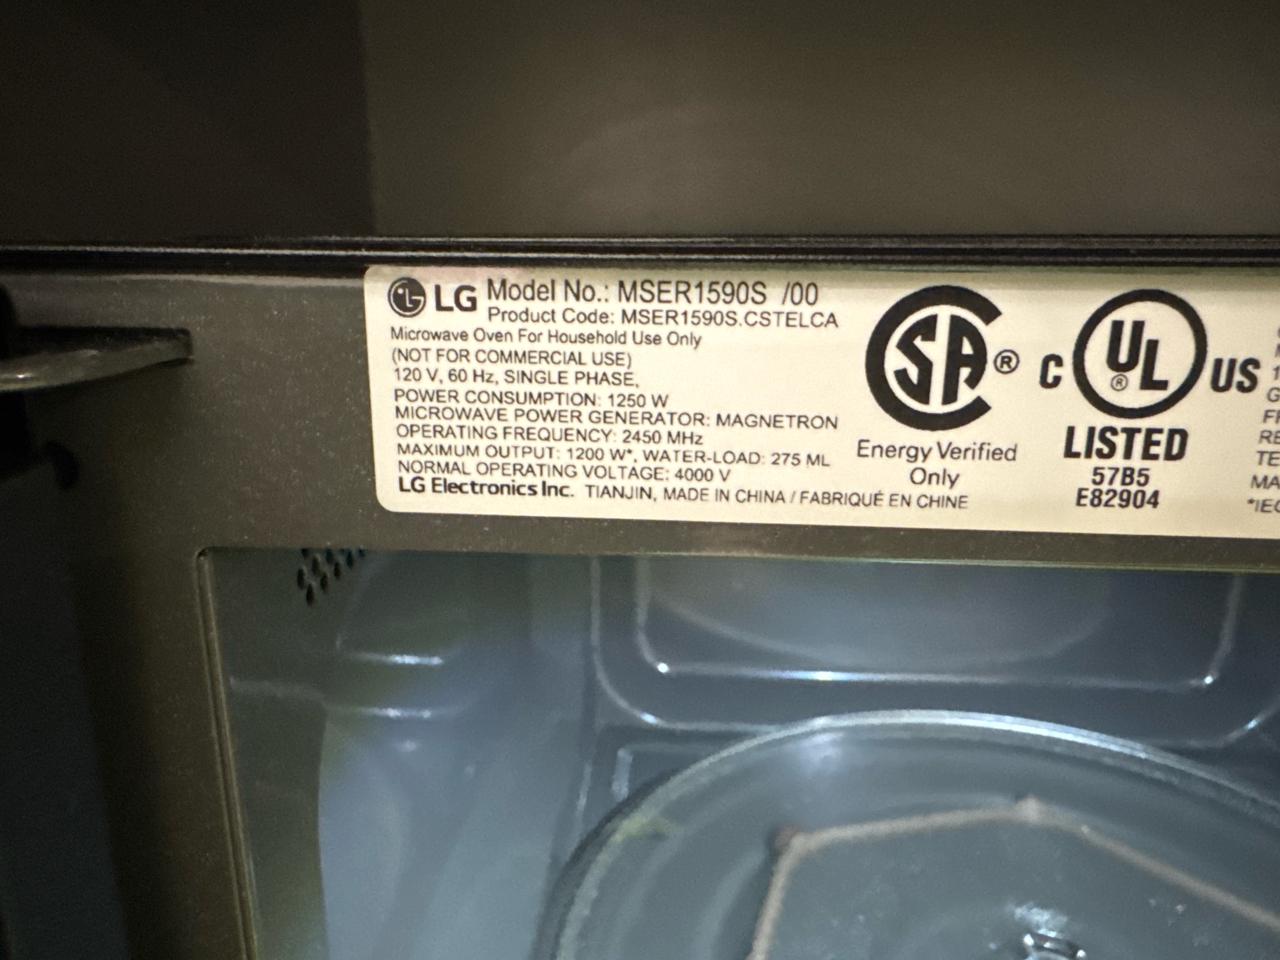 LG Model No.: MSER1590S /00
Product Code: MSER1590S.CSTELCA
Microwave Oven For Household Use Only
(NOT FOR COMMERCIAL USE)
120 V, 60 Hz, SINGLE PHASE,
POWER CONSUMPTION: 1250 W
MICROWAVE POWER GENERATOR: MAGNETRON
OPERATING FREQUENCY: 2450 MHz
MAXIMUM OUTPUT: 1200 W*, WATER-LOAD: 275 ML
NORMAL OPERATING VOLTAGE: 4000 V
LG Electronics Inc. TIANJIN, MADE IN CHINA / FABRIQUÉ EN CHINE
SA ®
Energy Verified
Only
C UL ® US
LISTED
57B5
E82904